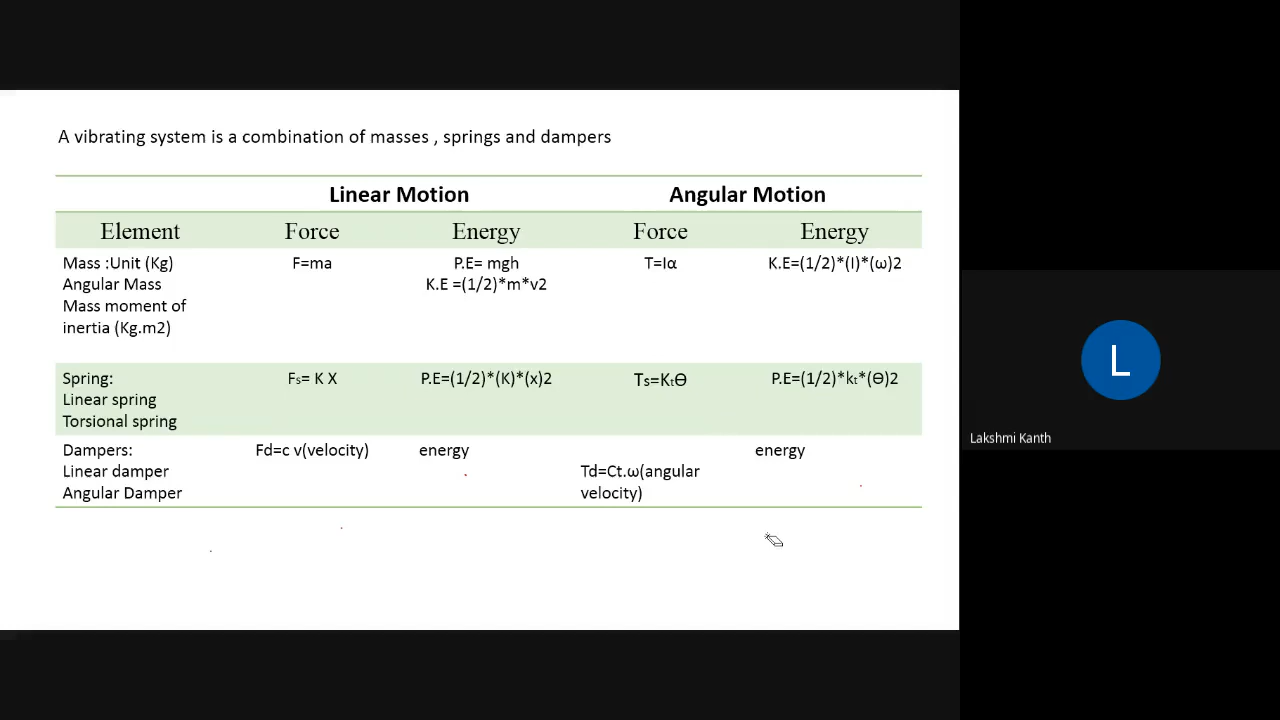 A vibrating system is a combination of masses , springs and dampers
Linear Motion Angular Motion
Element Force Energy Force Energy
Mass :Unit (Kg) F=ma P.E= mgh T=Iα K.E=(1/2)*(I)*(ω)2
Angular Mass K.E =(1/2)*m*v2
Mass moment of
inertia (Kg.m2)
Spring: Fs= K X P.E=(1/2)*(K)*(x)2 Ts=KtӨ P.E=(1/2)*kt*(Ө)2
Linear spring
Torsional spring
Dampers: Fd=c v(velocity) energy energy
Linear damper Td=Ct.ω(angular
Angular Damper velocity)
L
Lakshmi Kanth